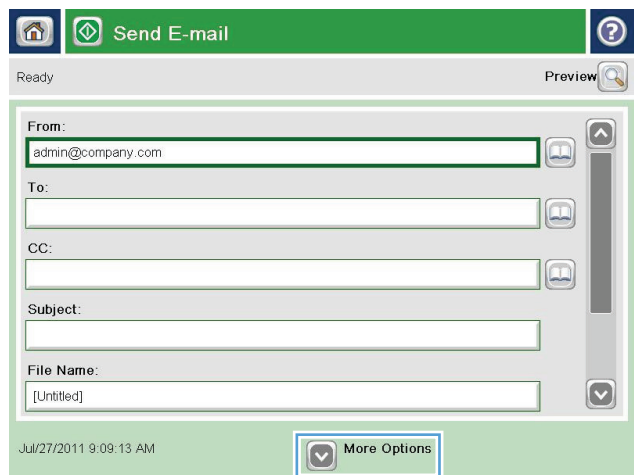 Send E-mail
Ready
Preview
From:
admin@company.com
To:
CC:
Subject:
File Name:
[Untitled]
Jul/27/2011 9:09:13 AM
More Options